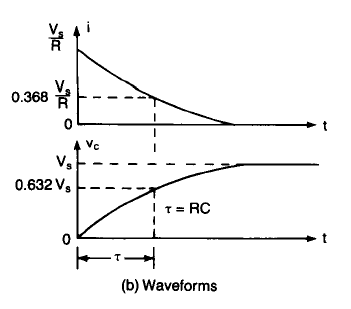 V_s/R i
0.368 V_s/R
0 t
v_c
V_s
0.632 V_s
τ = RC
0 t
τ
(b) Waveforms